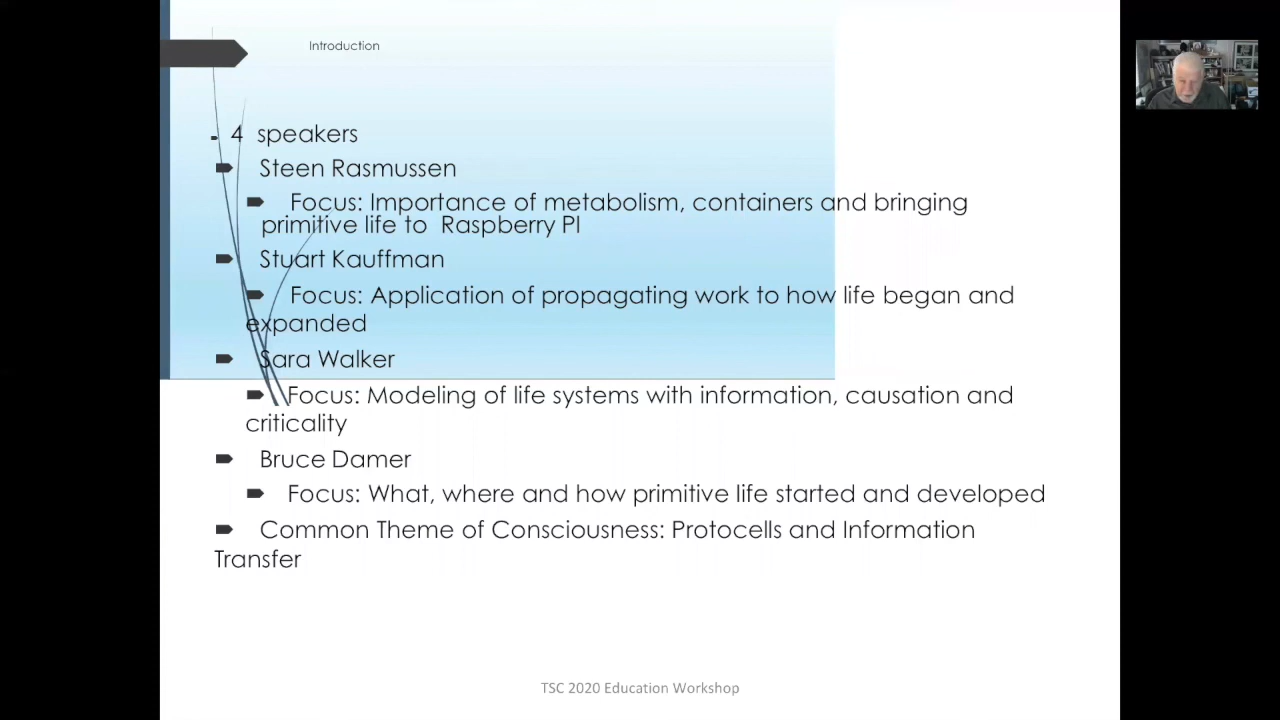 Introduction
4 speakers
Steen Rasmussen
Focus: Importance of metabolism, containers and bringing
primitive life to Raspberry PI
Stuart Kauffman
Focus: Application of propagating work to how life began and
expanded
Sara Walker
Focus: Modeling of life systems with information, causation and
criticality
Bruce Damer
Focus: What, where and how primitive life started and developed
Common Theme of Consciousness: Protocells and Information
Transfer
TSC 2020 Education Workshop